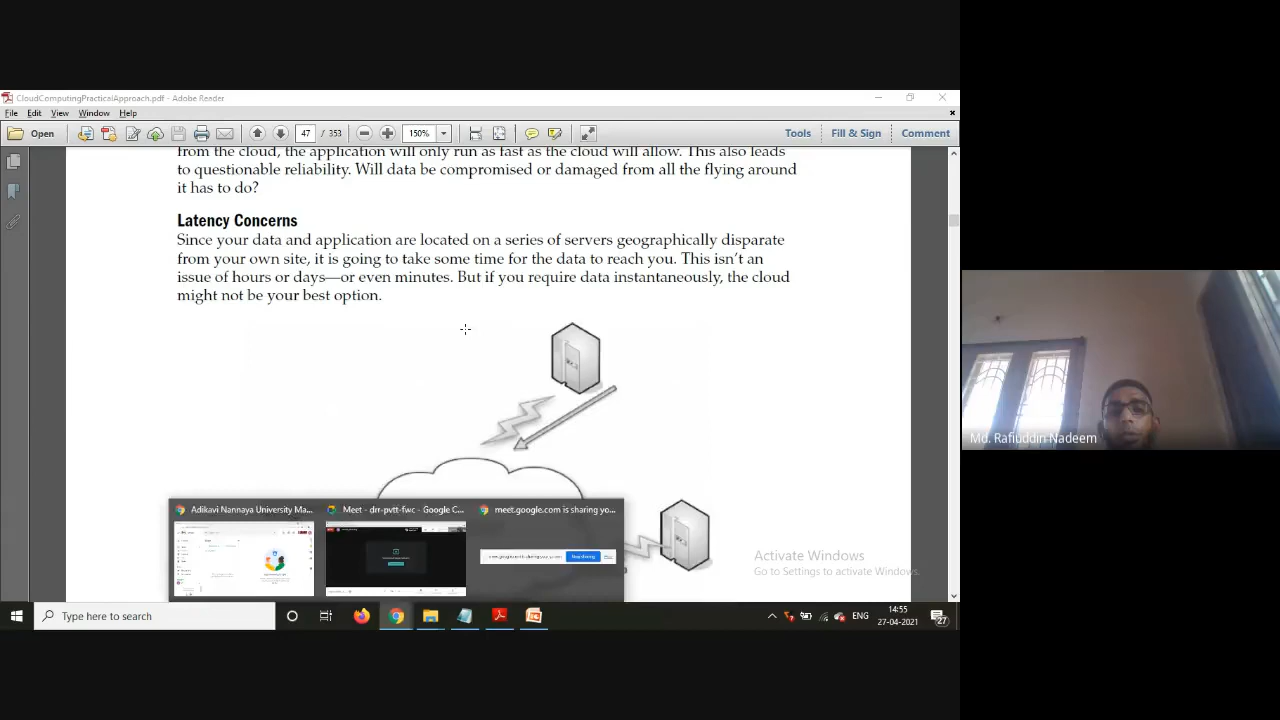 CloudComputingPracticalApproach.pdf - Adobe Reader
File Edit View Window Help
Open 47 / 353 150% Tools Fill & Sign Comment
from the cloud, the application will only run as fast as the cloud will allow. This also leads
to questionable reliability. Will data be compromised or damaged from all the flying around
it has to do?
Latency Concerns
Since your data and application are located on a series of servers geographically disparate
from your own site, it is going to take some time for the data to reach you. This isn't an
issue of hours or days—or even minutes. But if you require data instantaneously, the cloud
might not be your best option.
Md. Rafiuddin Nadeem
Adikavi Nannaya University Ma... Meet - drr-pvtt-fwc - Google C... meet.google.com is sharing yo...
Stop sharing
Activate Windows
Go to Settings to activate Windows.
Type here to search
ENG
14:55
27-04-2021
27